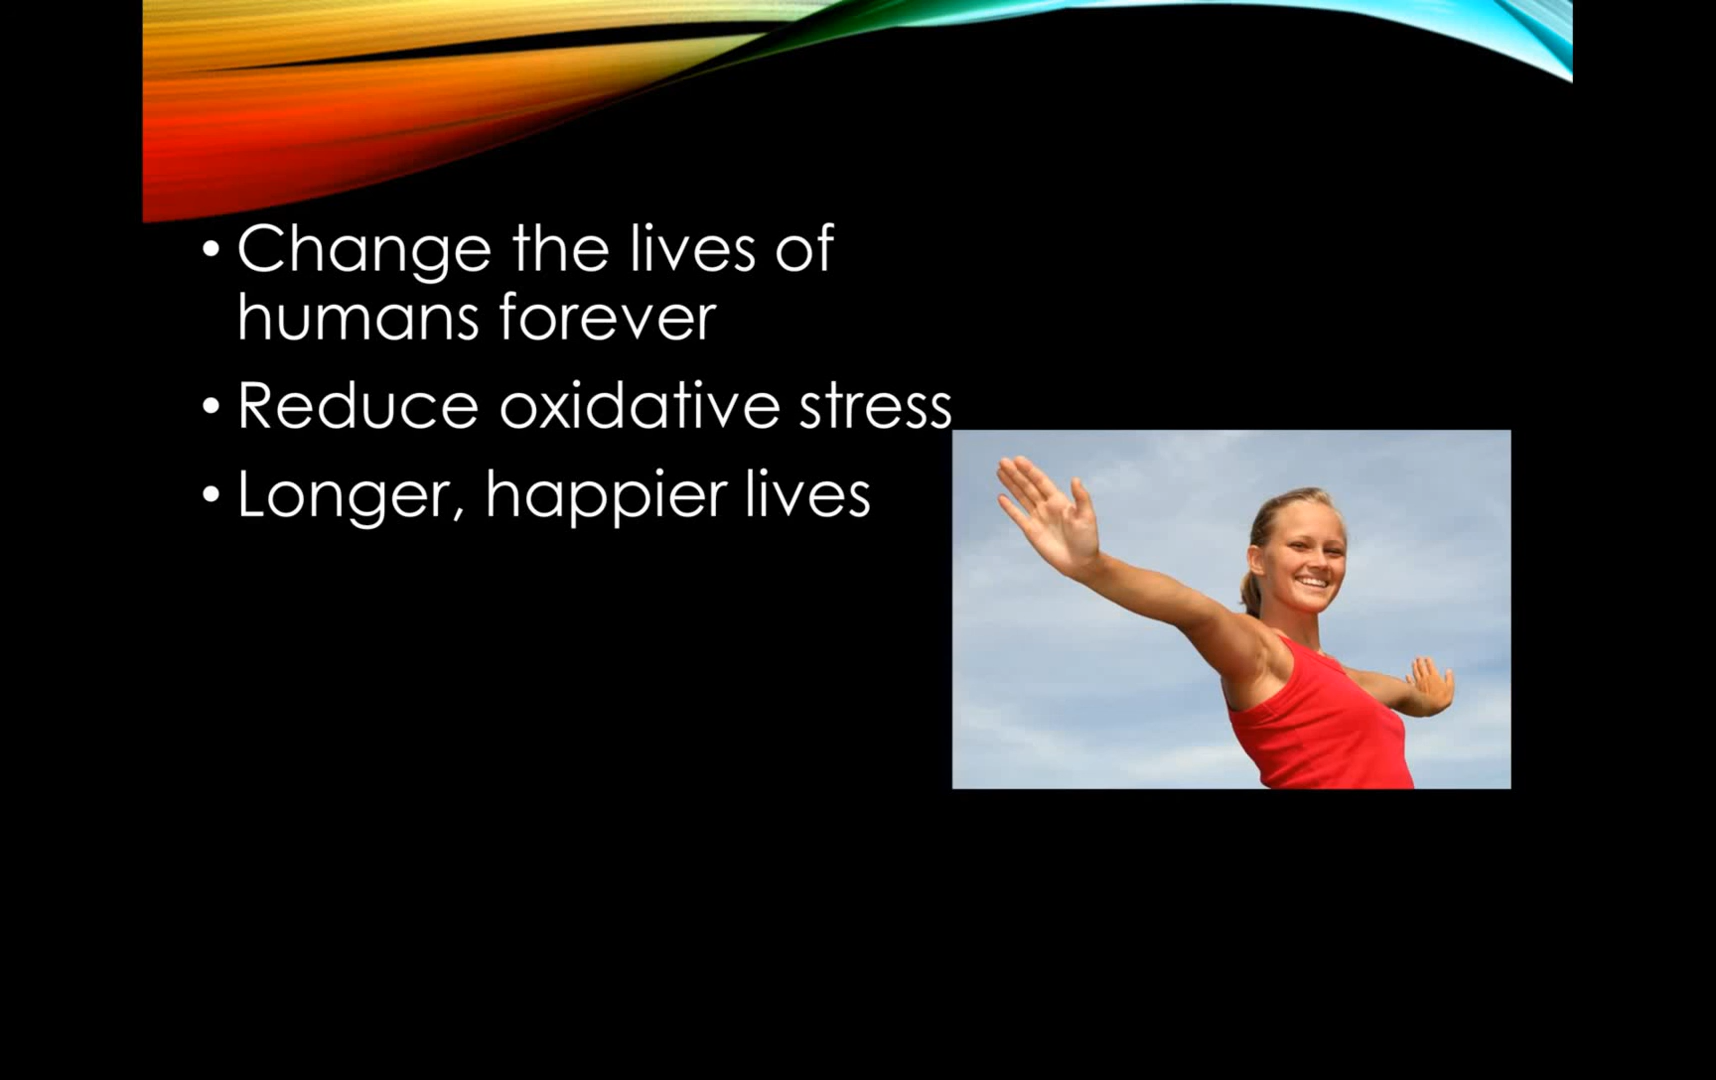 • Change the lives of
humans forever
• Reduce oxidative stress
• Longer, happier lives